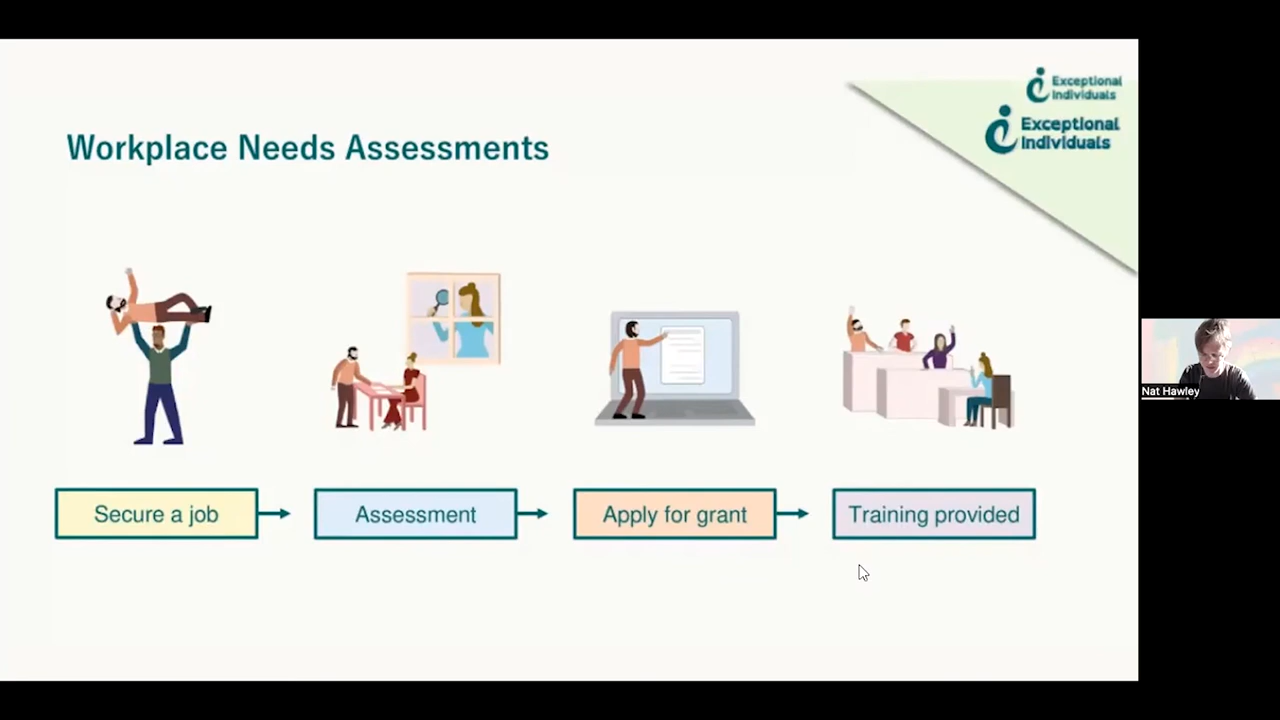 Exceptional
Individuals
Exceptional
Individuals
Workplace Needs Assessments
Nat Hawley
Secure a job
Assessment
Apply for grant
Training provided